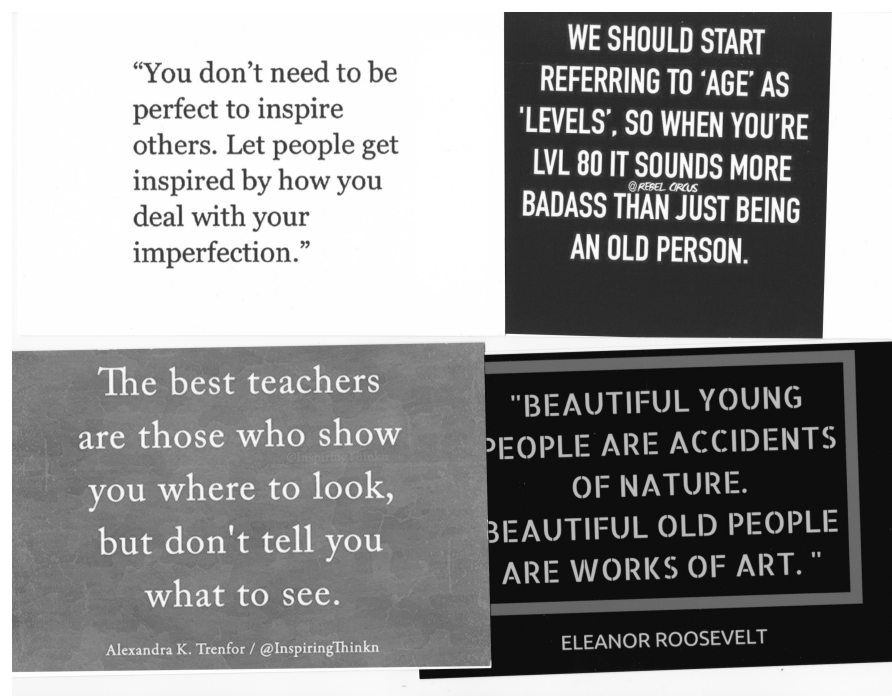 “You don’t need to be
perfect to inspire
others. Let people get
inspired by how you
deal with your
imperfection.”
WE SHOULD START
REFERRING TO ‘AGE’ AS
'LEVELS’, SO WHEN YOU’RE
LVL 80 IT SOUNDS MORE
@REBEL CIRCUS
BADASS THAN JUST BEING
AN OLD PERSON.
The best teachers
are those who show
@InspiringThinkn
you where to look,
but don't tell you
what to see.
Alexandra K. Trenfor / @InspiringThinkn
"BEAUTIFUL YOUNG
PEOPLE ARE ACCIDENTS
OF NATURE.
BEAUTIFUL OLD PEOPLE
ARE WORKS OF ART. "
ELEANOR ROOSEVELT